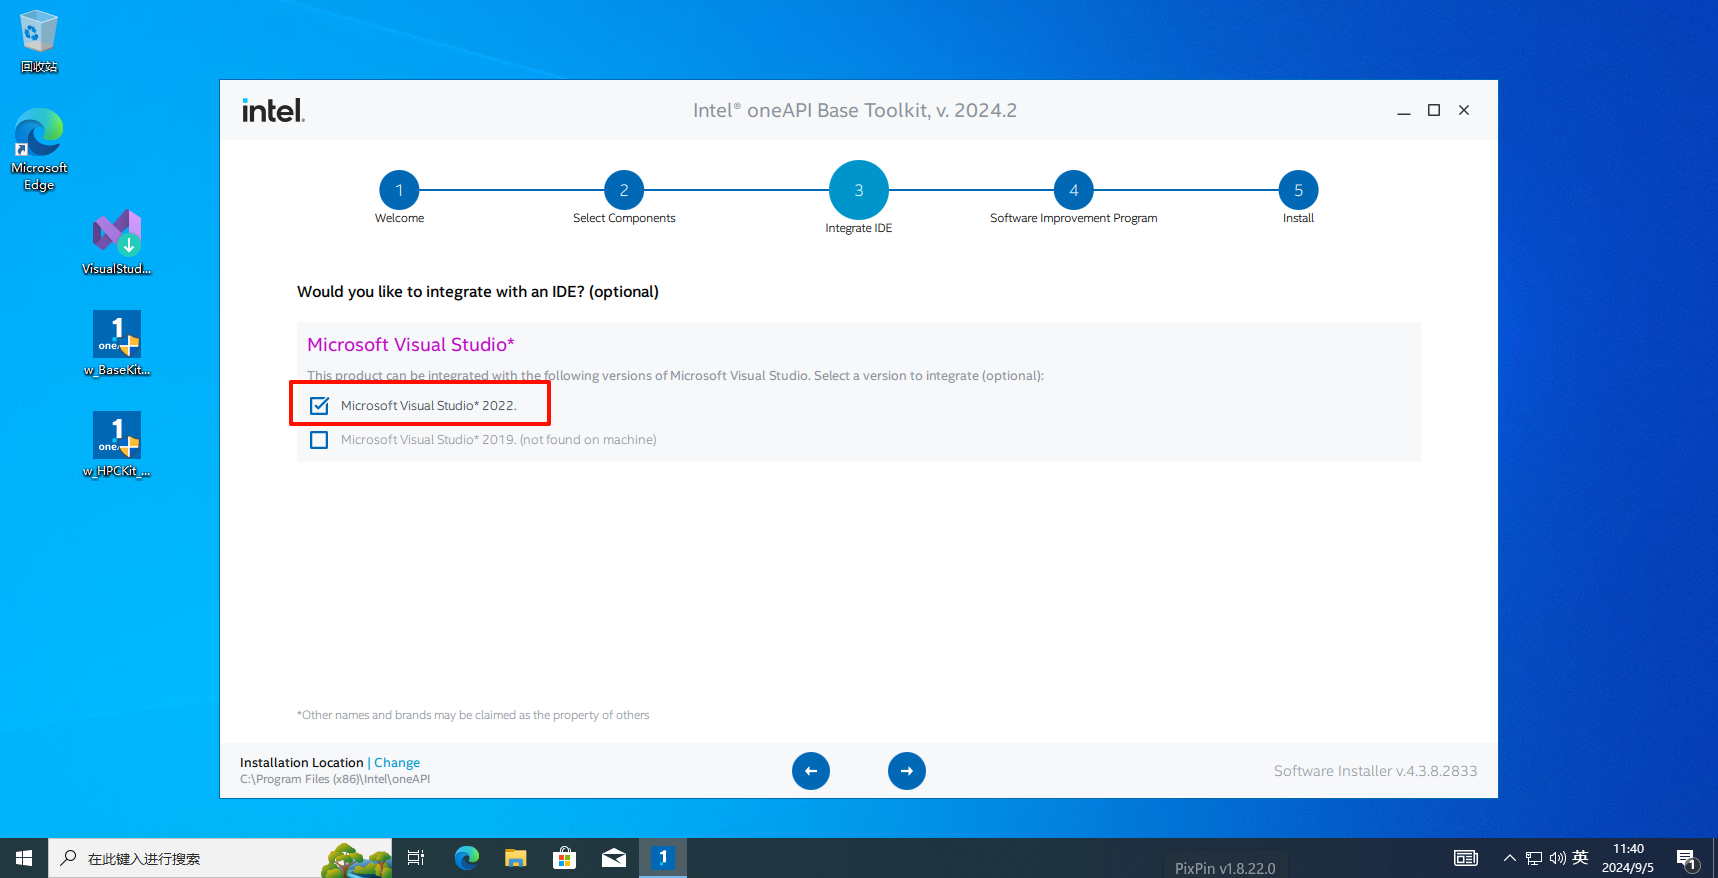 回收站
Microsoft
Edge
VisualStud...
w_BaseKit...
w_HPCKit_...
intel.
Intel® oneAPI Base Toolkit, v. 2024.2
1
2
3
4
5
Welcome
Select Components
Integrate IDE
Software Improvement Program
Install
Would you like to integrate with an IDE? (optional)
Microsoft Visual Studio*
This product can be integrated with the following versions of Microsoft Visual Studio. Select a version to integrate (optional):
Microsoft Visual Studio* 2022.
Microsoft Visual Studio* 2019. (not found on machine)
*Other names and brands may be claimed as the property of others
Installation Location | Change
C:\Program Files (x86)\Intel\oneAPI
Software Installer v.4.3.8.2833
在此键入进行搜索
PixPin v1.8.22.0
英
11:40
2024/9/5
1